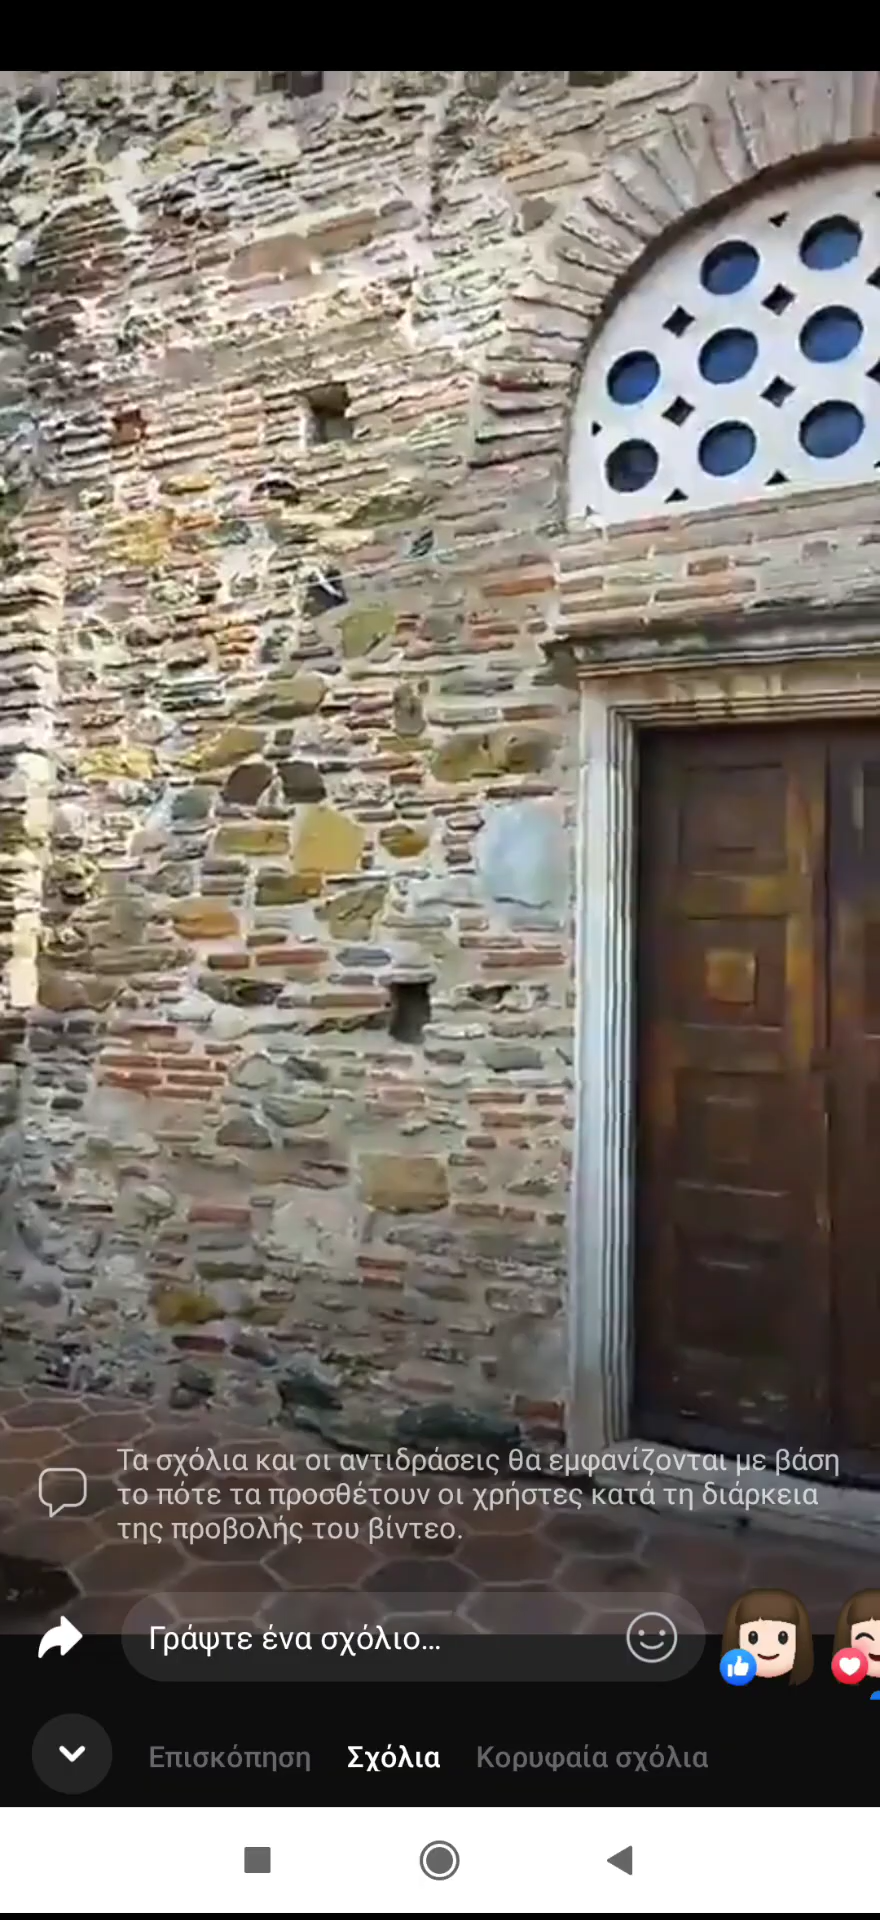 Τα σχόλια και οι αντιδράσεις θα εμφανίζονται με βάση
το πότε τα προσθέτουν οι χρήστες κατά τη διάρκεια
της προβολής του βίντεο.
Γράψτε ένα σχόλιο...
Επισκόπηση Σχόλια Κορυφαία σχόλια